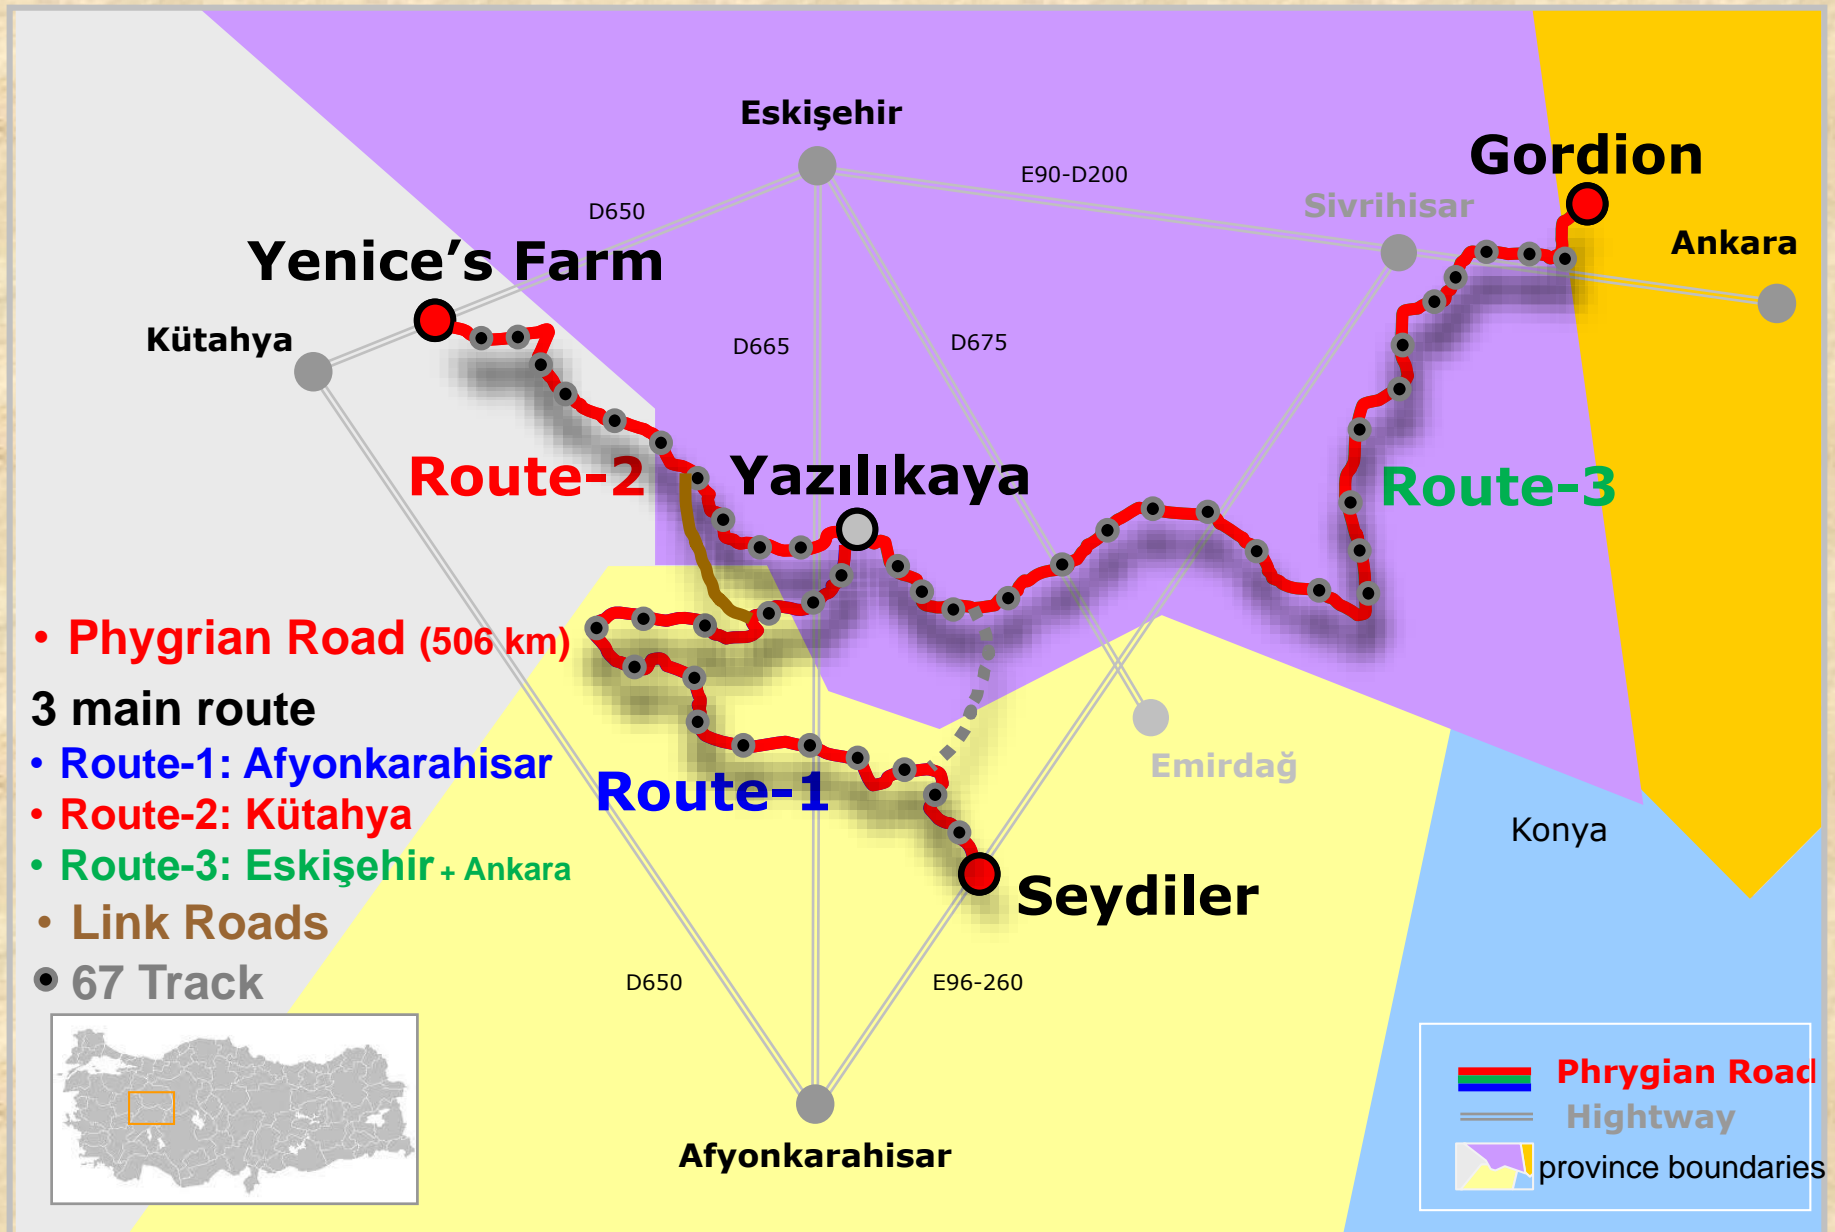 Eskişehir
Gordion
E90-D200
Sivrihisar
D650
Ankara
Yenice's Farm
Kütahya
D665
D675
Route-2
Yazılıkaya
Route-3
• Phygrian Road (506 km)
3 main route
• Route-1: Afyonkarahisar
• Route-2: Kütahya
• Route-3: Eskişehir + Ankara
• Link Roads
67 Track
Route-1
Emirdağ
Konya
Seydiler
D650
E96-260
Afyonkarahisar
Phrygian Road
Hightway
province boundaries